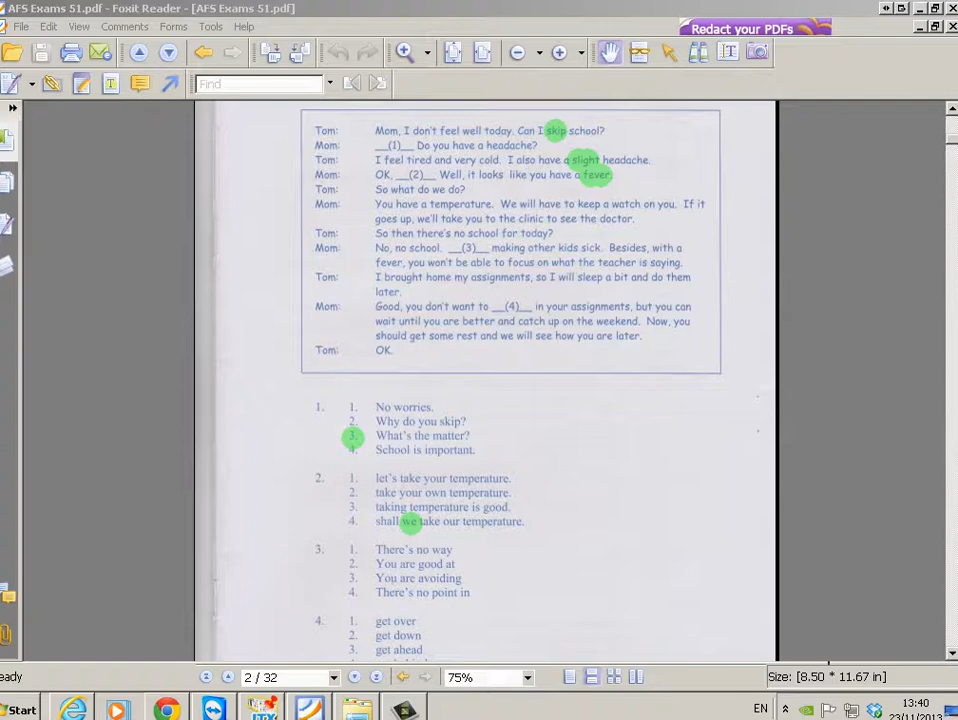 AFS Exams 51.pdf - Foxit Reader - [AFS Exams 51.pdf]
File Edit View Comments Forms Tools Help
Redact your PDFs
Find
Tom: Mom, I don't feel well today. Can I skip school?
Mom: __(1)__ Do you have a headache?
Tom: I feel tired and very cold. I also have a slight headache.
Mom: OK, __(2)__ Well, it looks like you have a fever.
Tom: So what do we do?
Mom: You have a temperature. We will have to keep a watch on you. If it
goes up, we'll take you to the clinic to see the doctor.
Tom: So then there's no school for today?
Mom: No, no school. __(3)__ making other kids sick. Besides, with a
fever, you won't be able to focus on what the teacher is saying.
Tom: I brought home my assignments, so I will sleep a bit and do them
later.
Mom: Good, you don't want to __(4)__ in your assignments, but you can
wait until you are better and catch up on the weekend. Now, you
should get some rest and we will see how you are later.
Tom: OK.
1. 1. No worries.
2. Why do you skip?
3. What's the matter?
4. School is important.
2. 1. let's take your temperature.
2. take your own temperature.
3. taking temperature is good.
4. shall we take our temperature.
3. 1. There's no way
2. You are good at
3. You are avoiding
4. There's no point in
4. 1. get over
2. get down
3. get ahead
eady 2 / 32 75% Size: [8.50 * 11.67 in]
Start EN 13:40
23/11/2013